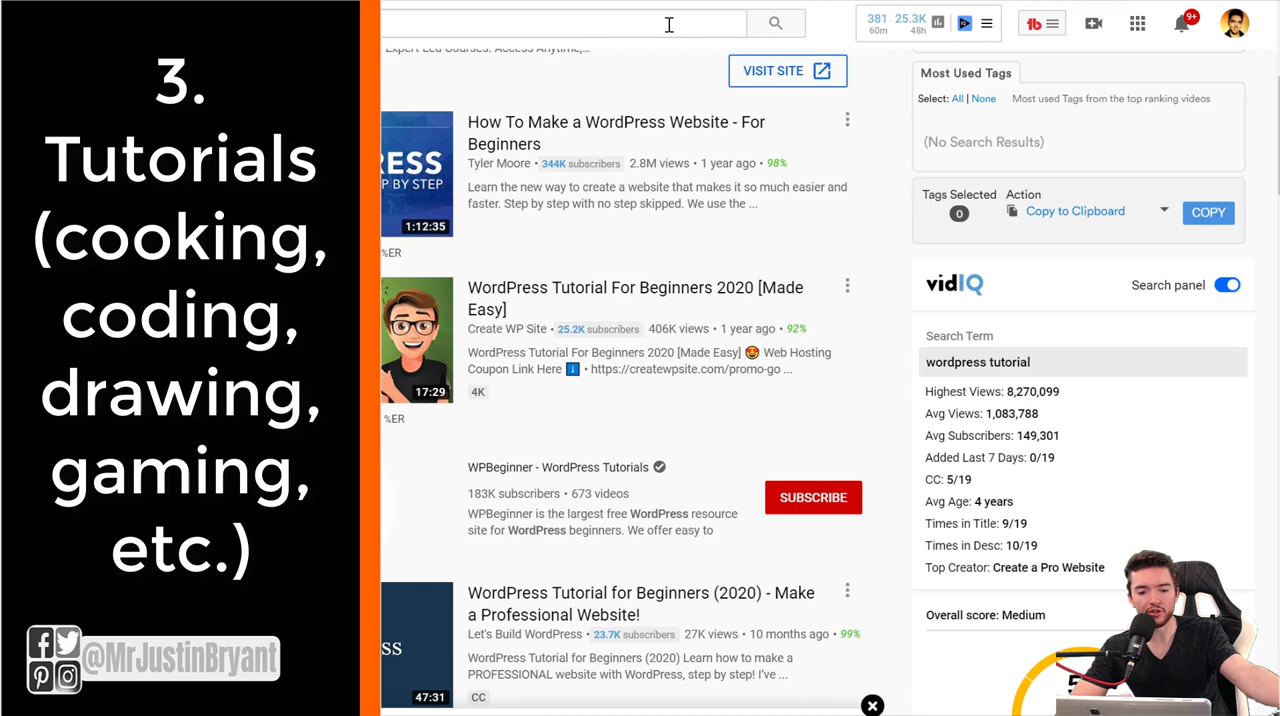 3.
Tutorials
(cooking,
coding,
drawing,
gaming,
etc.)
@MrJustinBryant
381 25.3K
60m 48h
9+
Expert Led Courses. Access Anytime,...
VISIT SITE
RESS
P BY STEP
1:12:35
How To Make a WordPress Website - For
Beginners
Tyler Moore • 344K subscribers 2.8M views • 1 year ago • 98%
Learn the new way to create a website that makes it so much easier and
faster. Step by step with no step skipped. We use the ...
%ER
17:29
WordPress Tutorial For Beginners 2020 [Made
Easy]
Create WP Site • 25.2K subscribers 406K views • 1 year ago • 92%
WordPress Tutorial For Beginners 2020 [Made Easy] 😍 Web Hosting
Coupon Link Here ⬇ • https://createwpsite.com/promo-go ...
4K
%ER
WPBeginner - WordPress Tutorials
183K subscribers • 673 videos
WPBeginner is the largest free WordPress resource
site for WordPress beginners. We offer easy to
SUBSCRIBE
SS
47:31
WordPress Tutorial for Beginners (2020) - Make
a Professional Website!
Let's Build WordPress • 23.7K subscribers 27K views • 10 months ago • 99%
WordPress Tutorial for Beginners (2020) Learn how to make a
PROFESSIONAL website with WordPress, step by step! I've ...
CC
Most Used Tags
Select: All | None Most used Tags from the top ranking videos
(No Search Results)
Tags Selected Action
0 Copy to Clipboard COPY
vidIQ Search panel
Search Term
wordpress tutorial
Highest Views: 8,270,099
Avg Views: 1,083,788
Avg Subscribers: 149,301
Added Last 7 Days: 0/19
CC: 5/19
Avg Age: 4 years
Times in Title: 9/19
Times in Desc: 10/19
Top Creator: Create a Pro Website
Overall score: Medium